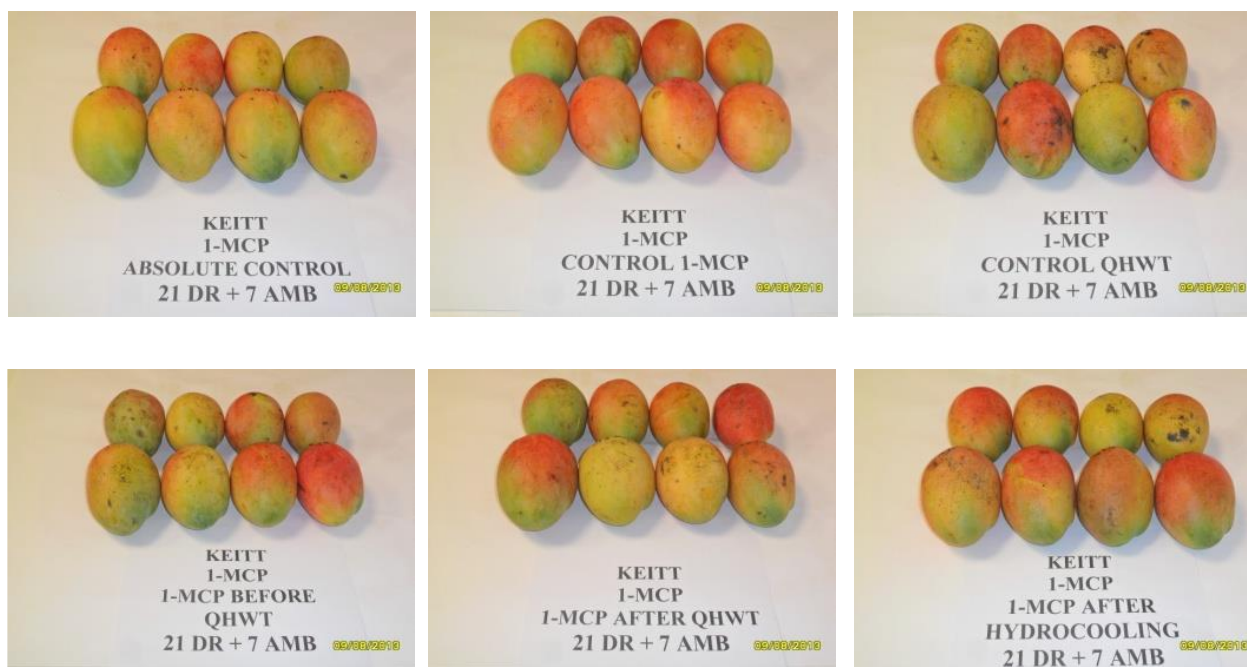 KEITT
1-MCP
ABSOLUTE CONTROL
21 DR + 7 AMB
09/08/2013
KEITT
1-MCP
CONTROL 1-MCP
21 DR + 7 AMB
09/08/2013
KEITT
1-MCP
CONTROL QHWT
21 DR + 7 AMB
09/08/2013
KEITT
1-MCP
1-MCP BEFORE
QHWT
21 DR + 7 AMB
09/08/2013
KEITT
1-MCP
1-MCP AFTER QHWT
21 DR + 7 AMB
09/08/2013
KEITT
1-MCP
1-MCP AFTER
HYDROCOOLING
21 DR + 7 AMB
09/08/2013